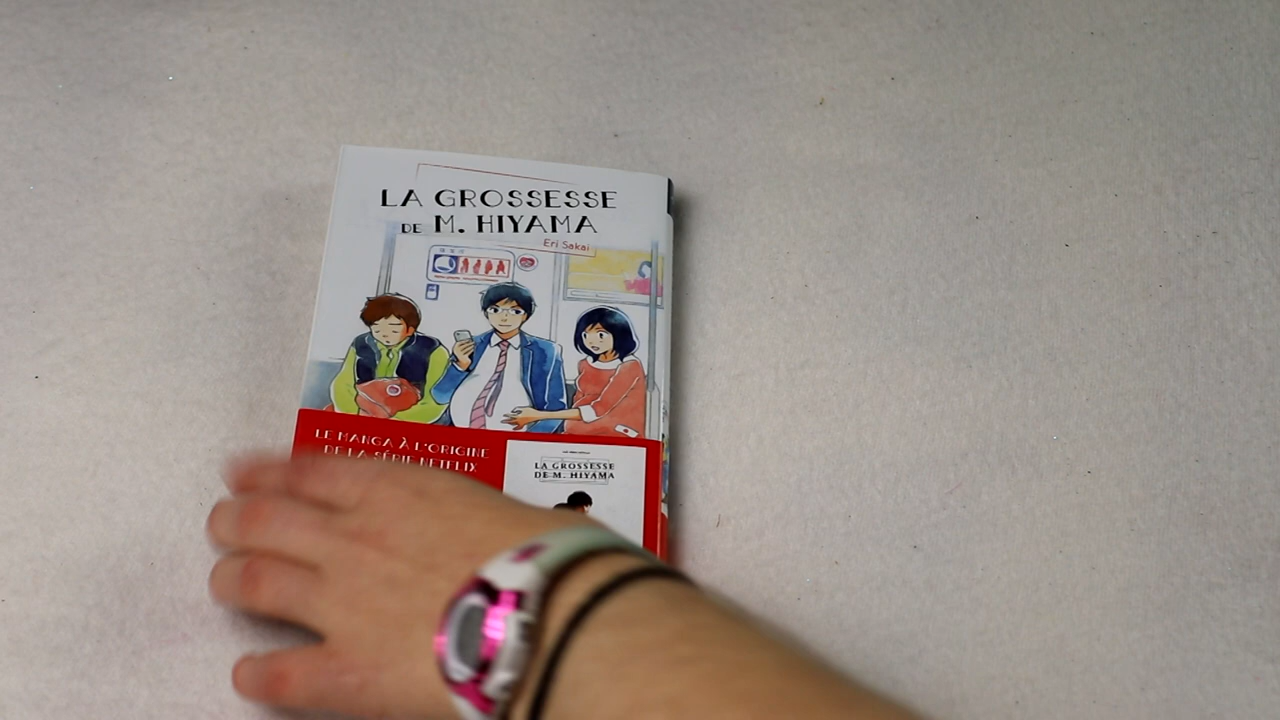 LA GROSSESSE
DE M. HIYAMA
Eri Sakai
LE MANGA À L'ORIGINE
DE LA SÉRIE NETFLIX
LA GROSSESSE
DE M. HIYAMA